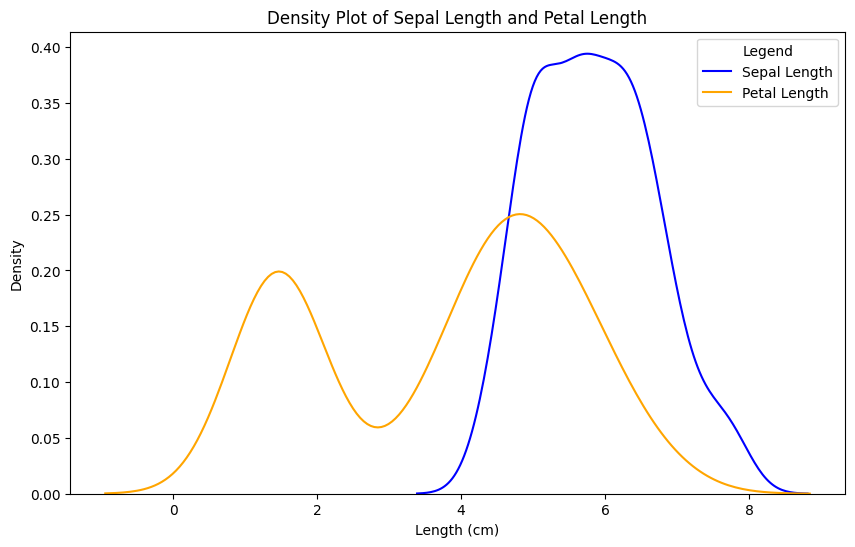 Density Plot of Sepal Length and Petal Length
Legend
Sepal Length
Petal Length
Density
0.40
0.35
0.30
0.25
0.20
0.15
0.10
0.05
0.00
0 2 4 6 8
Length (cm)